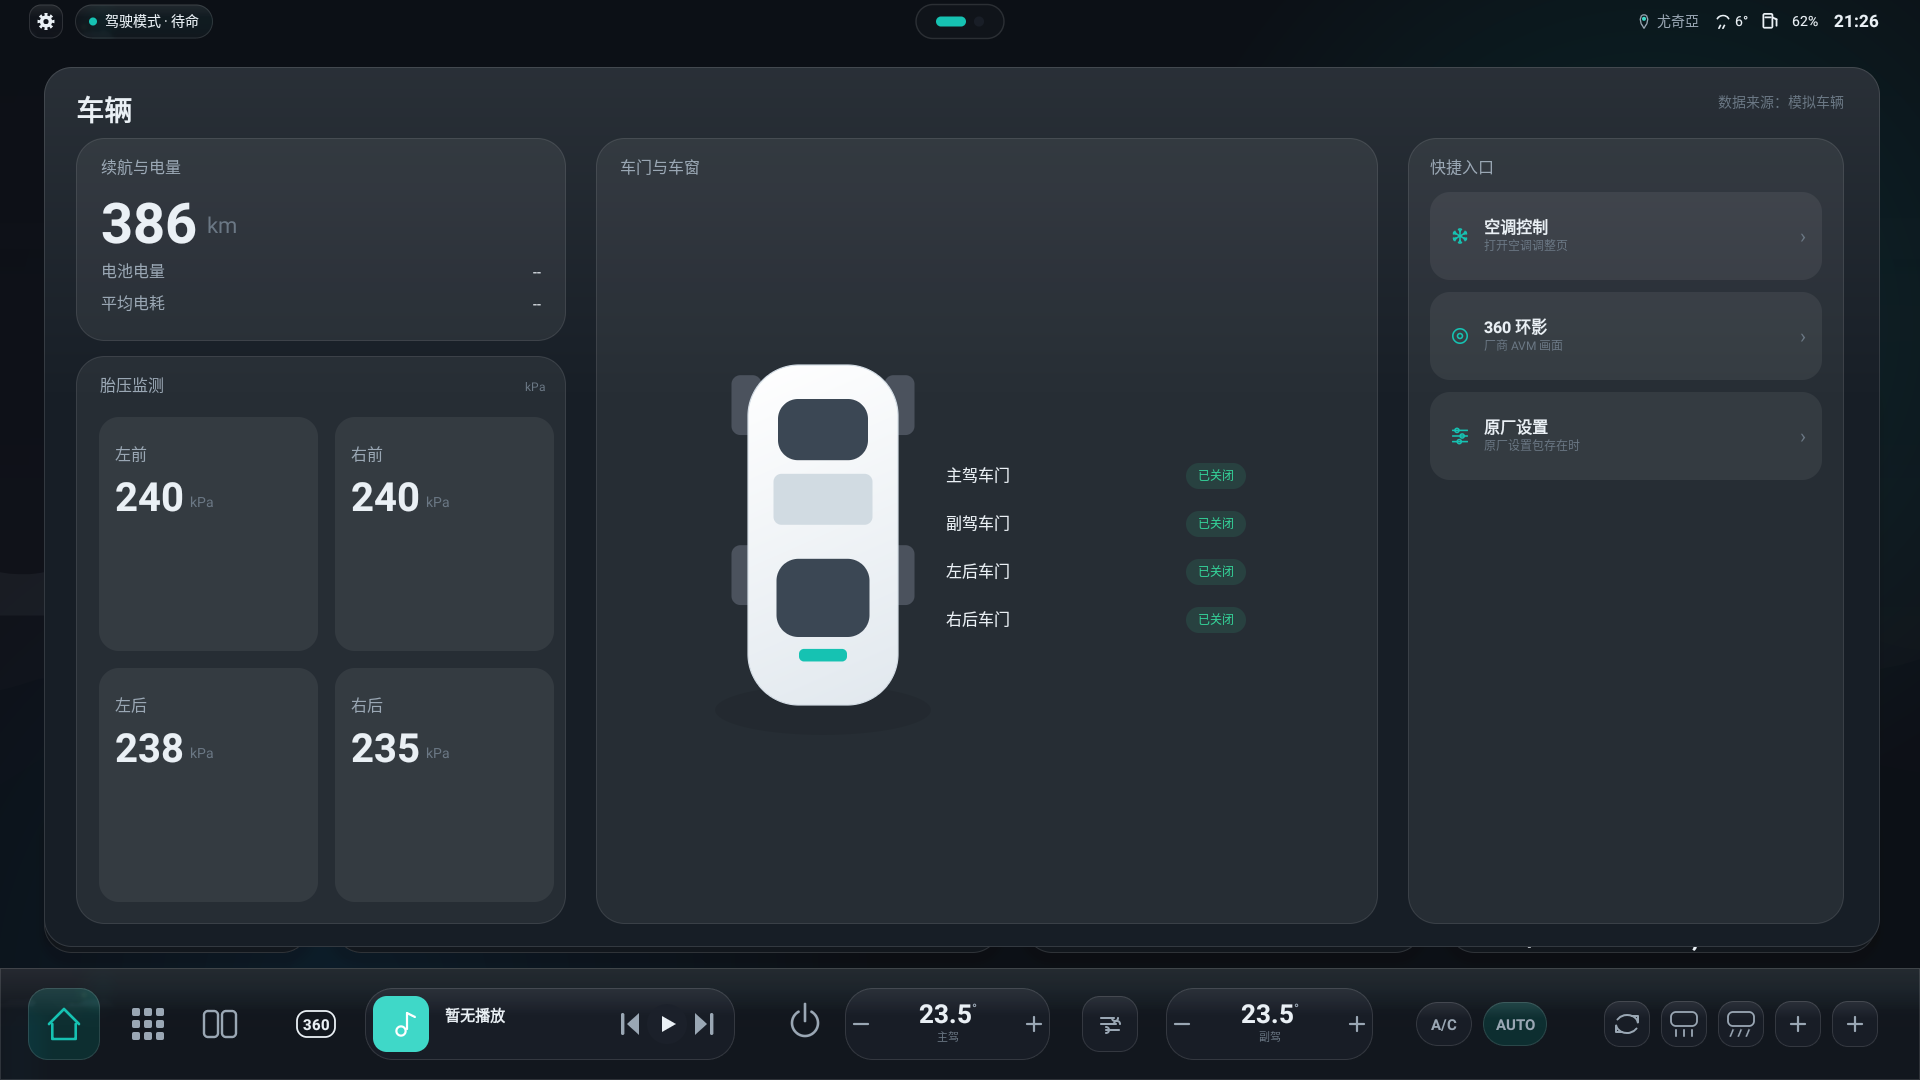 驾驶模式 · 待命
尤奇亞 6° 62% 21:26
车辆
数据来源：模拟车辆
续航与电量
386 km
电池电量 --
平均电耗 --
胎压监测 kPa
左前
240 kPa
右前
240 kPa
左后
238 kPa
右后
235 kPa
车门与车窗
主驾车门 已关闭
副驾车门 已关闭
左后车门 已关闭
右后车门 已关闭
快捷入口
空调控制
打开空调调整页
360 环影
厂商 AVM 画面
原厂设置
原厂设置包存在时
360
暂无播放
23.5°
主驾
23.5°
副驾
A/C
AUTO